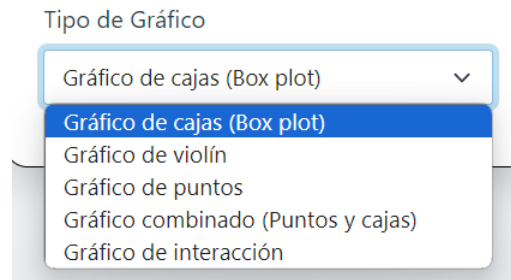 Tipo de Gráfico
Gráfico de cajas (Box plot)
Gráfico de cajas (Box plot)
Gráfico de violín
Gráfico de puntos
Gráfico combinado (Puntos y cajas)
Gráfico de interacción